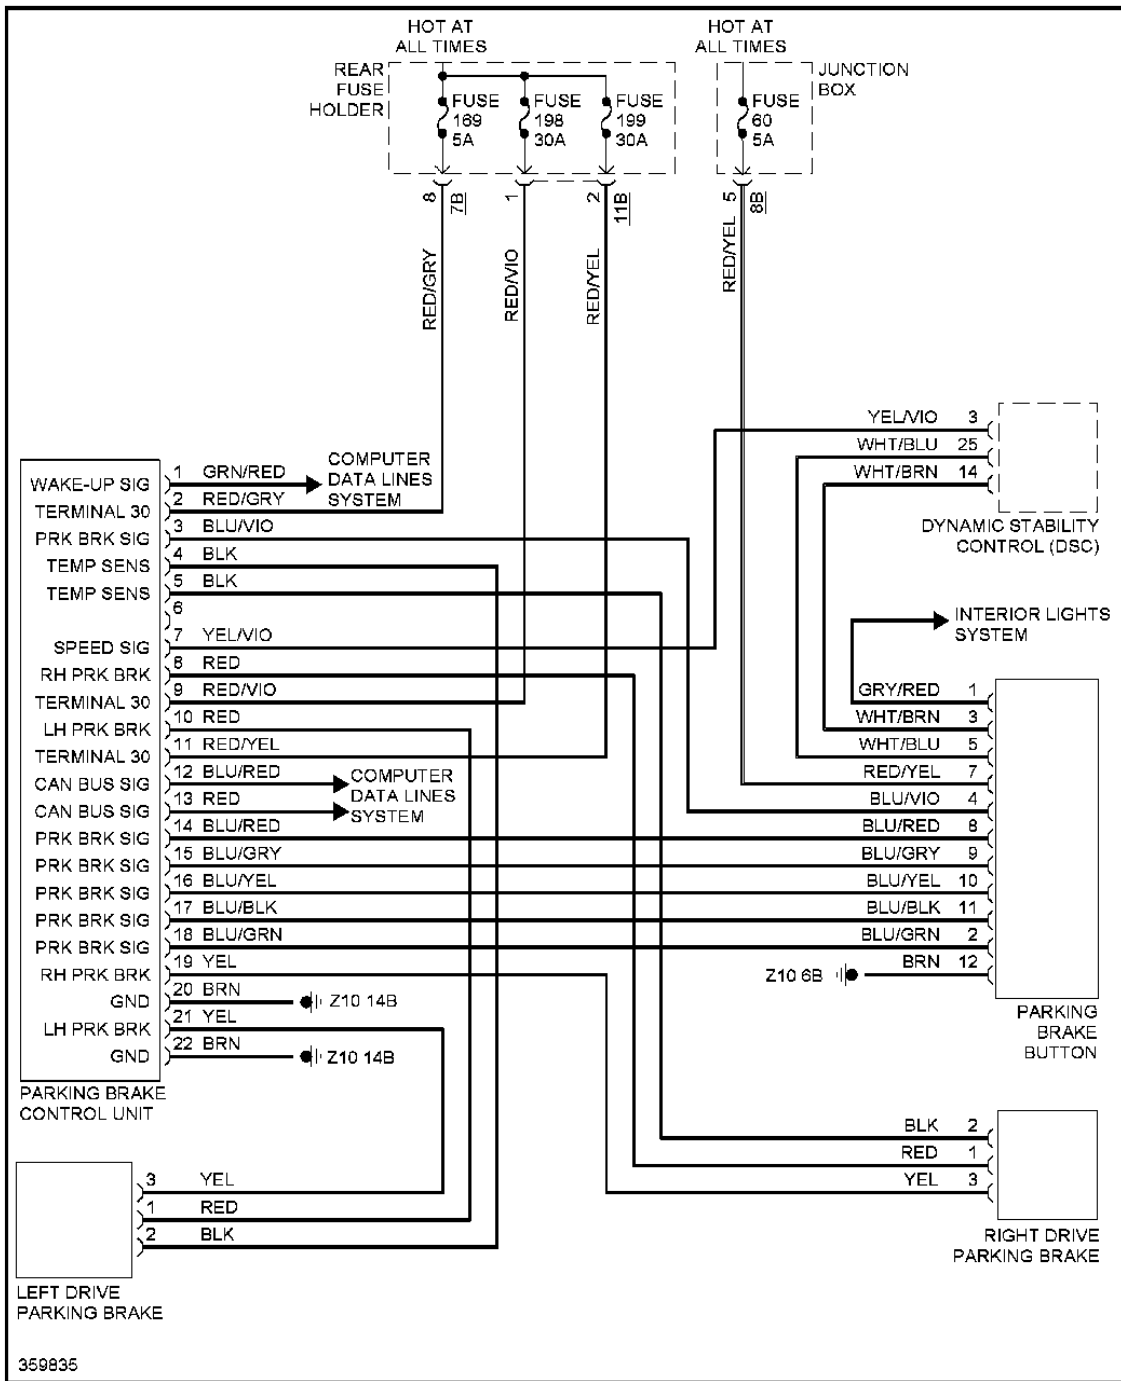 HOT AT
ALL TIMES
HOT AT
ALL TIMES
REAR
FUSE
HOLDER
FUSE
169
5A
FUSE
198
30A
FUSE
199
30A
FUSE
60
5A
JUNCTION
BOX
8
7B
1
2
11B
5
8B
RED/GRY
RED/VIO
RED/YEL
RED/YEL
YEL/VIO 3
WHT/BLU 25
WHT/BRN 14
DYNAMIC STABILITY
CONTROL (DSC)
WAKE-UP SIG 1 GRN/RED
COMPUTER
DATA LINES
SYSTEM
TERMINAL 30 2 RED/GRY
PRK BRK SIG 3 BLU/VIO
TEMP SENS 4 BLK
TEMP SENS 5 BLK
6
SPEED SIG 7 YEL/VIO
RH PRK BRK 8 RED
TERMINAL 30 9 RED/VIO
LH PRK BRK 10 RED
TERMINAL 30 11 RED/YEL
CAN BUS SIG 12 BLU/RED
CAN BUS SIG 13 RED
COMPUTER
DATA LINES
SYSTEM
PRK BRK SIG 14 BLU/RED
PRK BRK SIG 15 BLU/GRY
PRK BRK SIG 16 BLU/YEL
PRK BRK SIG 17 BLU/BLK
PRK BRK SIG 18 BLU/GRN
RH PRK BRK 19 YEL
GND 20 BRN Z10 14B
LH PRK BRK 21 YEL
GND 22 BRN Z10 14B
PARKING BRAKE
CONTROL UNIT
INTERIOR LIGHTS
SYSTEM
GRY/RED 1
WHT/BRN 3
WHT/BLU 5
RED/YEL 7
BLU/VIO 4
BLU/RED 8
BLU/GRY 9
BLU/YEL 10
BLU/BLK 11
BLU/GRN 2
BRN 12
Z10 6B
PARKING
BRAKE
BUTTON
3 YEL
1 RED
2 BLK
LEFT DRIVE
PARKING BRAKE
BLK 2
RED 1
YEL 3
RIGHT DRIVE
PARKING BRAKE
359835